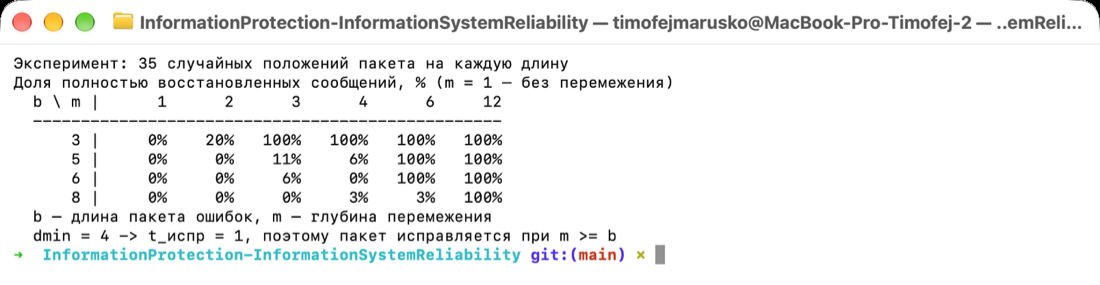 InformationProtection-InformationSystemReliability — timofejmarusko@MacBook-Pro-Timofej-2 — ..emReli...
Эксперимент: 35 случайных положений пакета на каждую длину
Доля полностью восстановленных сообщений, % (m = 1 — без перемежения)
b \ m |      1      2      3      4      6     12
-------------------------------------------------
3 |     0%    20%   100%   100%   100%   100%
5 |     0%     0%    11%     6%   100%   100%
6 |     0%     0%     6%     0%   100%   100%
8 |     0%     0%     0%     3%     3%   100%
b — длина пакета ошибок, m — глубина перемежения
dmin = 4 -> t_испр = 1, поэтому пакет исправляется при m >= b
➜  InformationProtection-InformationSystemReliability git:(main) ×